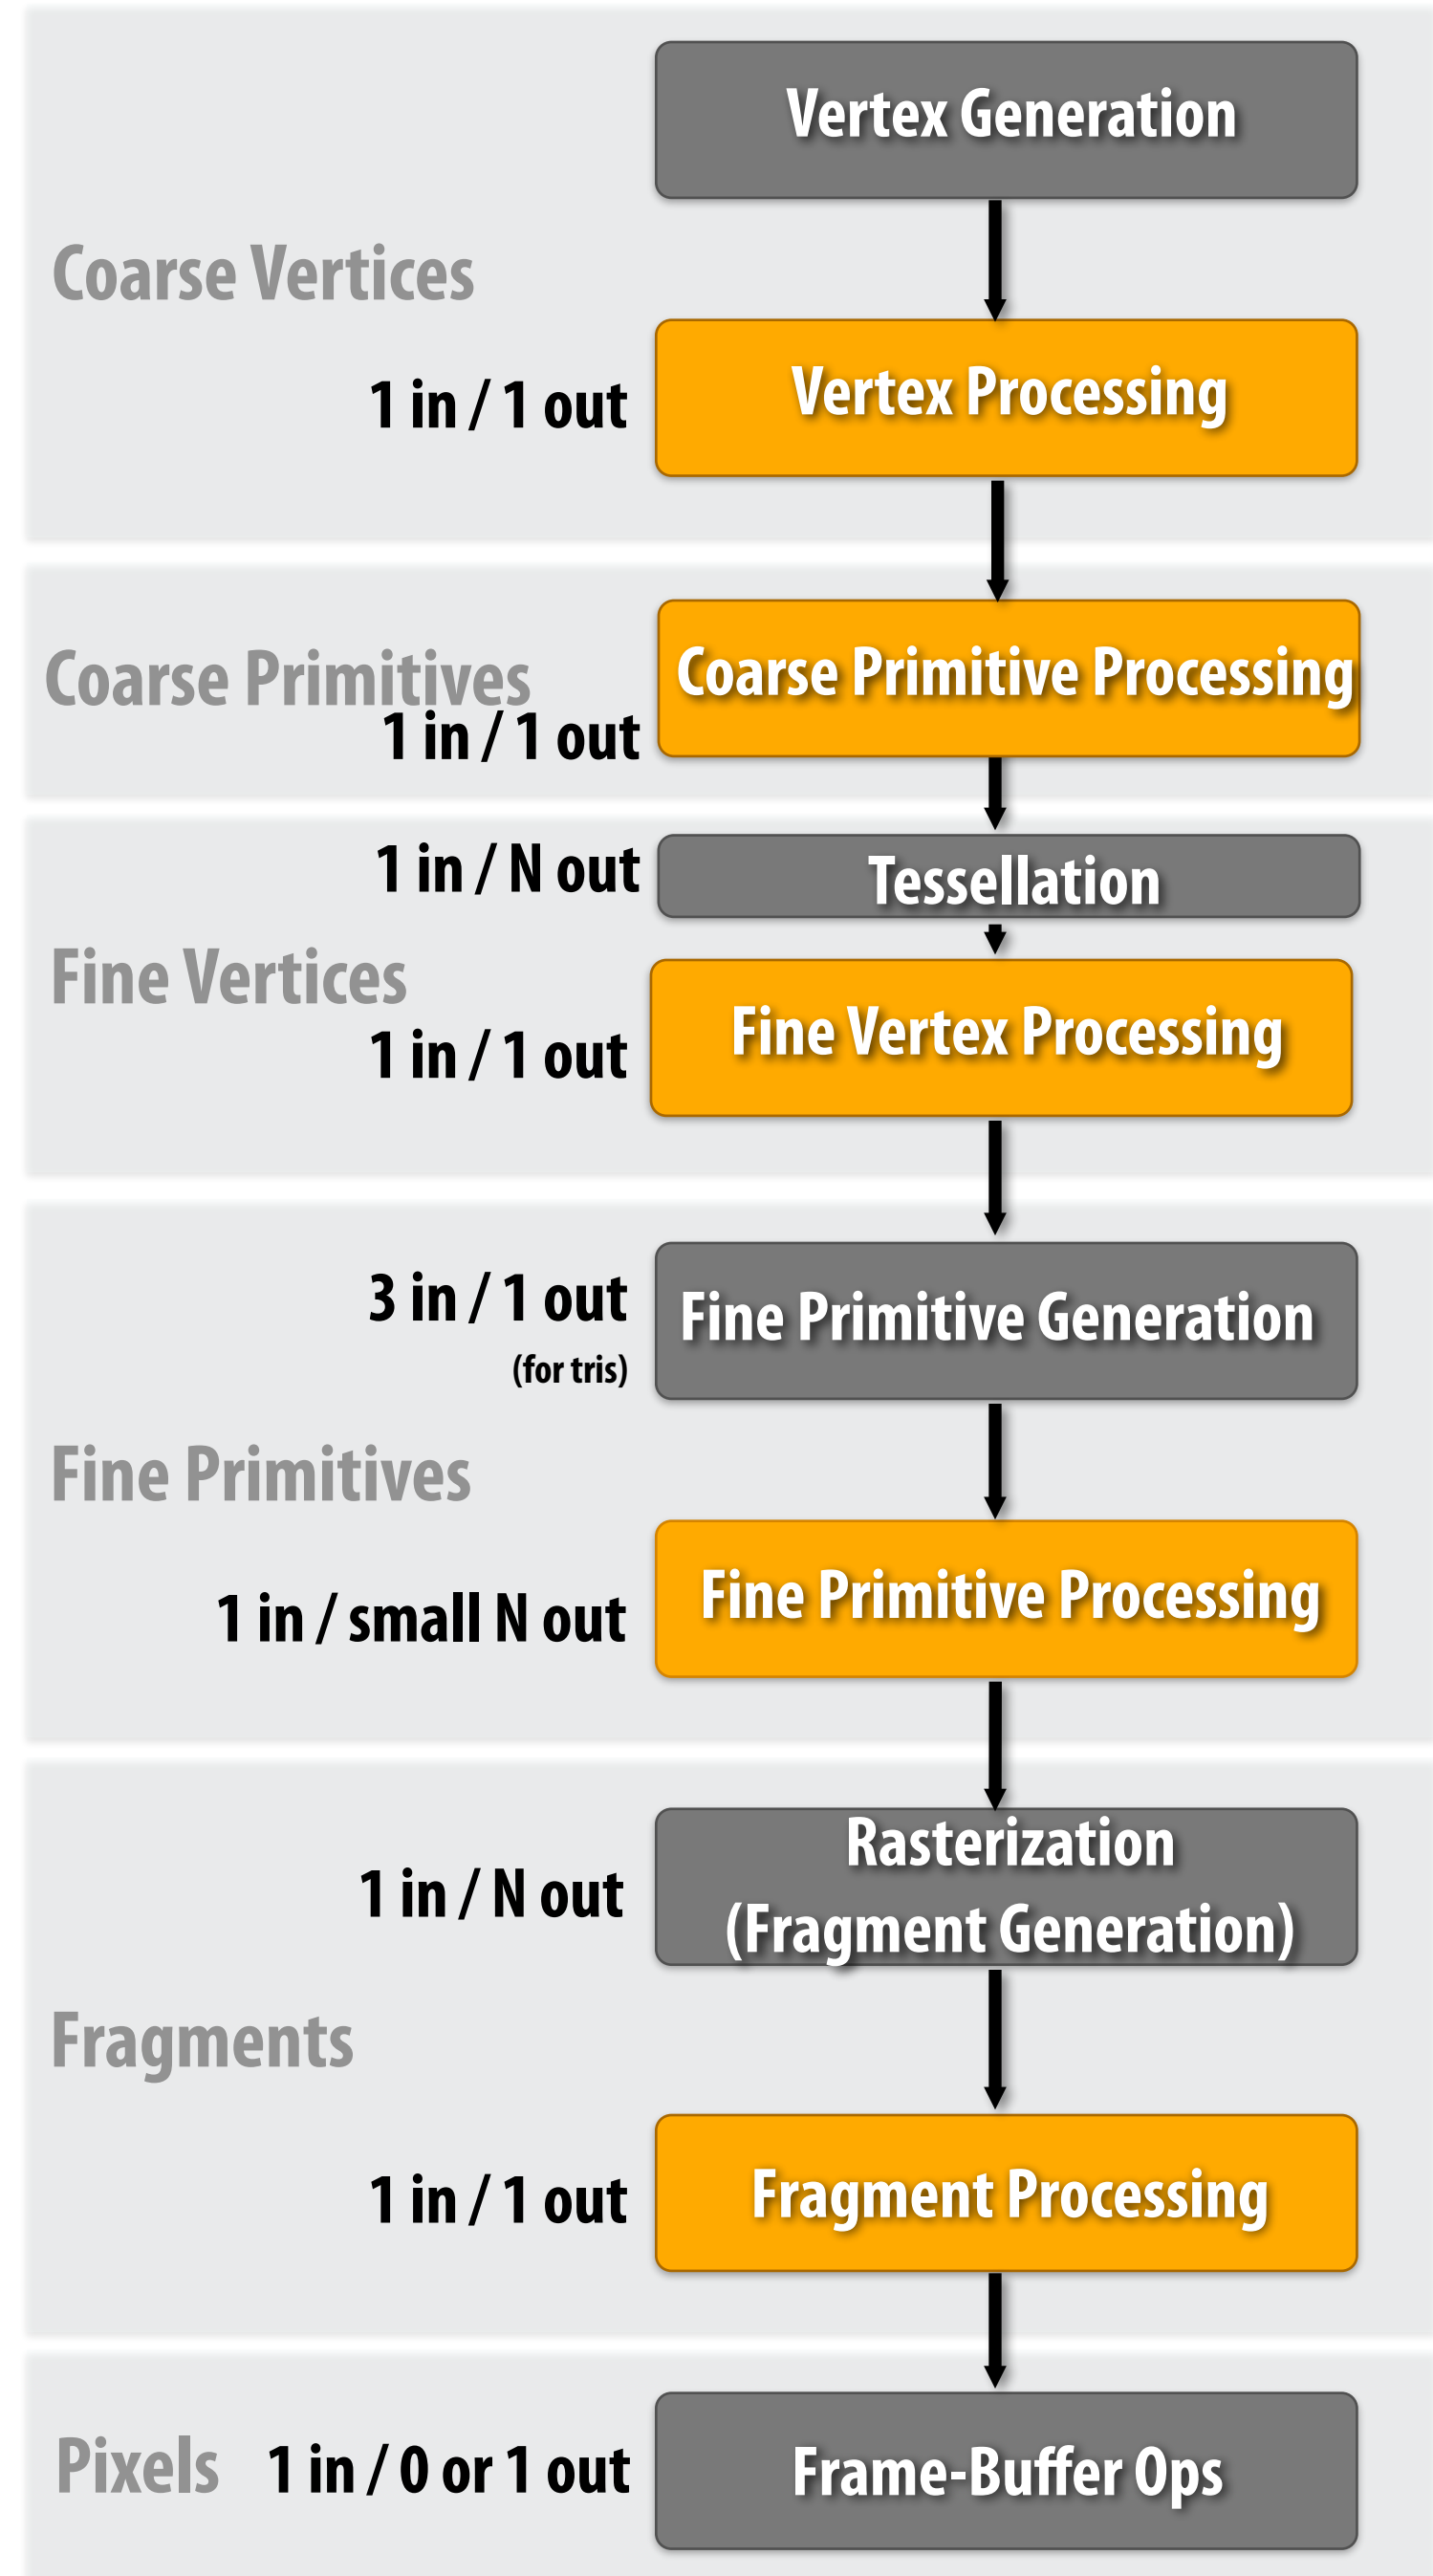 Vertex Generation
Coarse Vertices
1 in / 1 out
Vertex Processing
Coarse Primitives
1 in / 1 out
Coarse Primitive Processing
1 in / N out
Tessellation
Fine Vertices
1 in / 1 out
Fine Vertex Processing
3 in / 1 out
(for tris)
Fine Primitive Generation
Fine Primitives
1 in / small N out
Fine Primitive Processing
1 in / N out
Rasterization
(Fragment Generation)
Fragments
1 in / 1 out
Fragment Processing
Pixels
1 in / 0 or 1 out
Frame-Buffer Ops